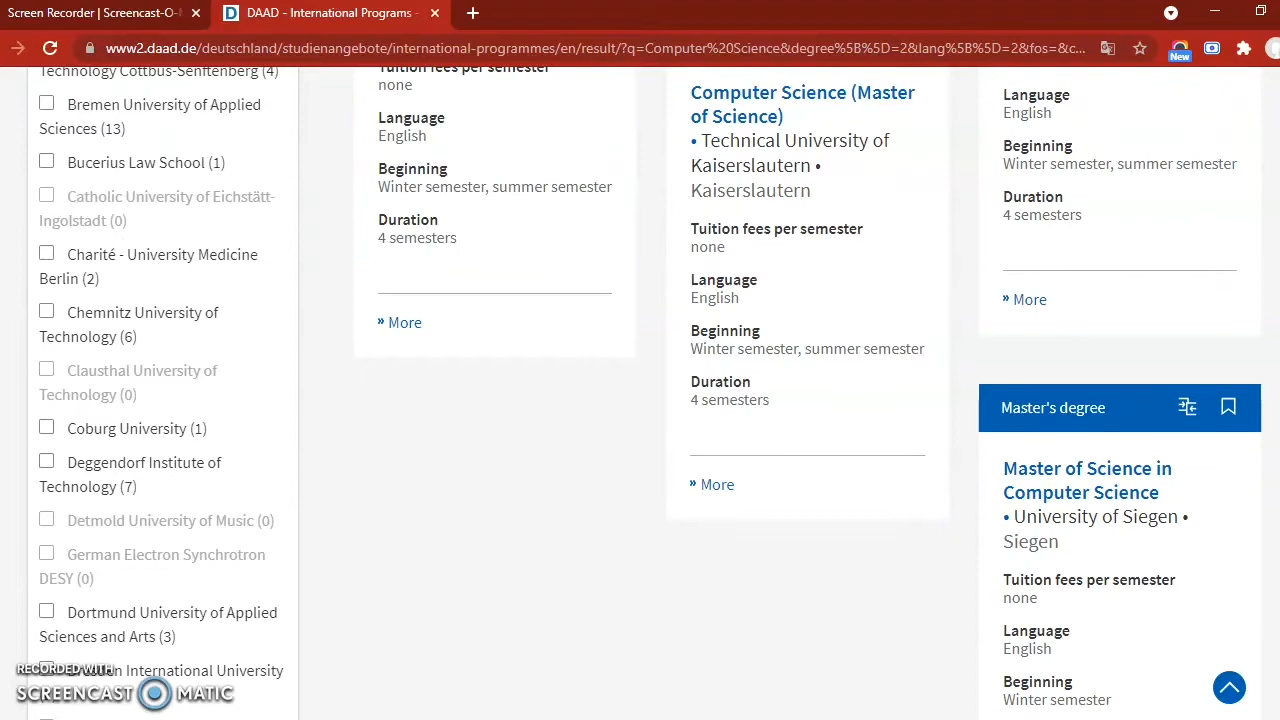 Screen Recorder | Screencast-O-
DAAD - International Programs -
www2.daad.de/deutschland/studienangebote/international-programmes/en/result/?q=Computer%20Science&degree%5B%5D=2&lang%5B%5D=2&fos=&c...
New
Technology Cottbus-Senftenberg (4)
Bremen University of Applied
Sciences (13)
Bucerius Law School (1)
Catholic University of Eichstätt-
Ingolstadt (0)
Charité - University Medicine
Berlin (2)
Chemnitz University of
Technology (6)
Clausthal University of
Technology (0)
Coburg University (1)
Deggendorf Institute of
Technology (7)
Detmold University of Music (0)
German Electron Synchrotron
DESY (0)
Dortmund University of Applied
Sciences and Arts (3)
Dresden International University
RECORDED WITH
SCREENCAST MATIC
Tuition fees per semester
none
Language
English
Beginning
Winter semester, summer semester
Duration
4 semesters
» More
Computer Science (Master
of Science)
• Technical University of
Kaiserslautern •
Kaiserslautern
Tuition fees per semester
none
Language
English
Beginning
Winter semester, summer semester
Duration
4 semesters
» More
Language
English
Beginning
Winter semester, summer semester
Duration
4 semesters
» More
Master's degree
Master of Science in
Computer Science
• University of Siegen •
Siegen
Tuition fees per semester
none
Language
English
Beginning
Winter semester